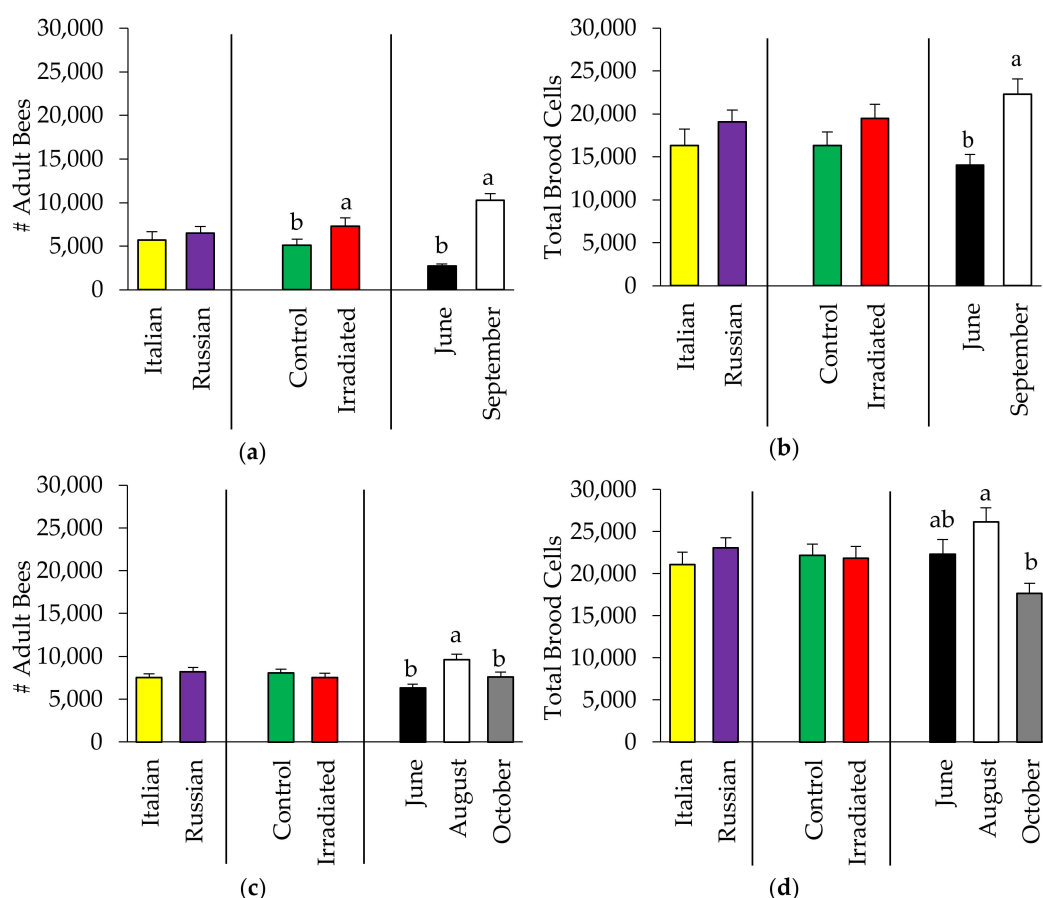 30,000
25,000
20,000
15,000
10,000
5,000
0
# Adult Bees
b
a
b
a
Italian
Russian
Control
Irradiated
June
September
(a)
30,000
25,000
20,000
15,000
10,000
5,000
0
Total Brood Cells
b
a
Italian
Russian
Control
Irradiated
June
September
(b)
30,000
25,000
20,000
15,000
10,000
5,000
0
# Adult Bees
b
a
b
Italian
Russian
Control
Irradiated
June
August
October
(c)
30,000
25,000
20,000
15,000
10,000
5,000
0
Total Brood Cells
ab
a
b
Italian
Russian
Control
Irradiated
June
August
October
(d)